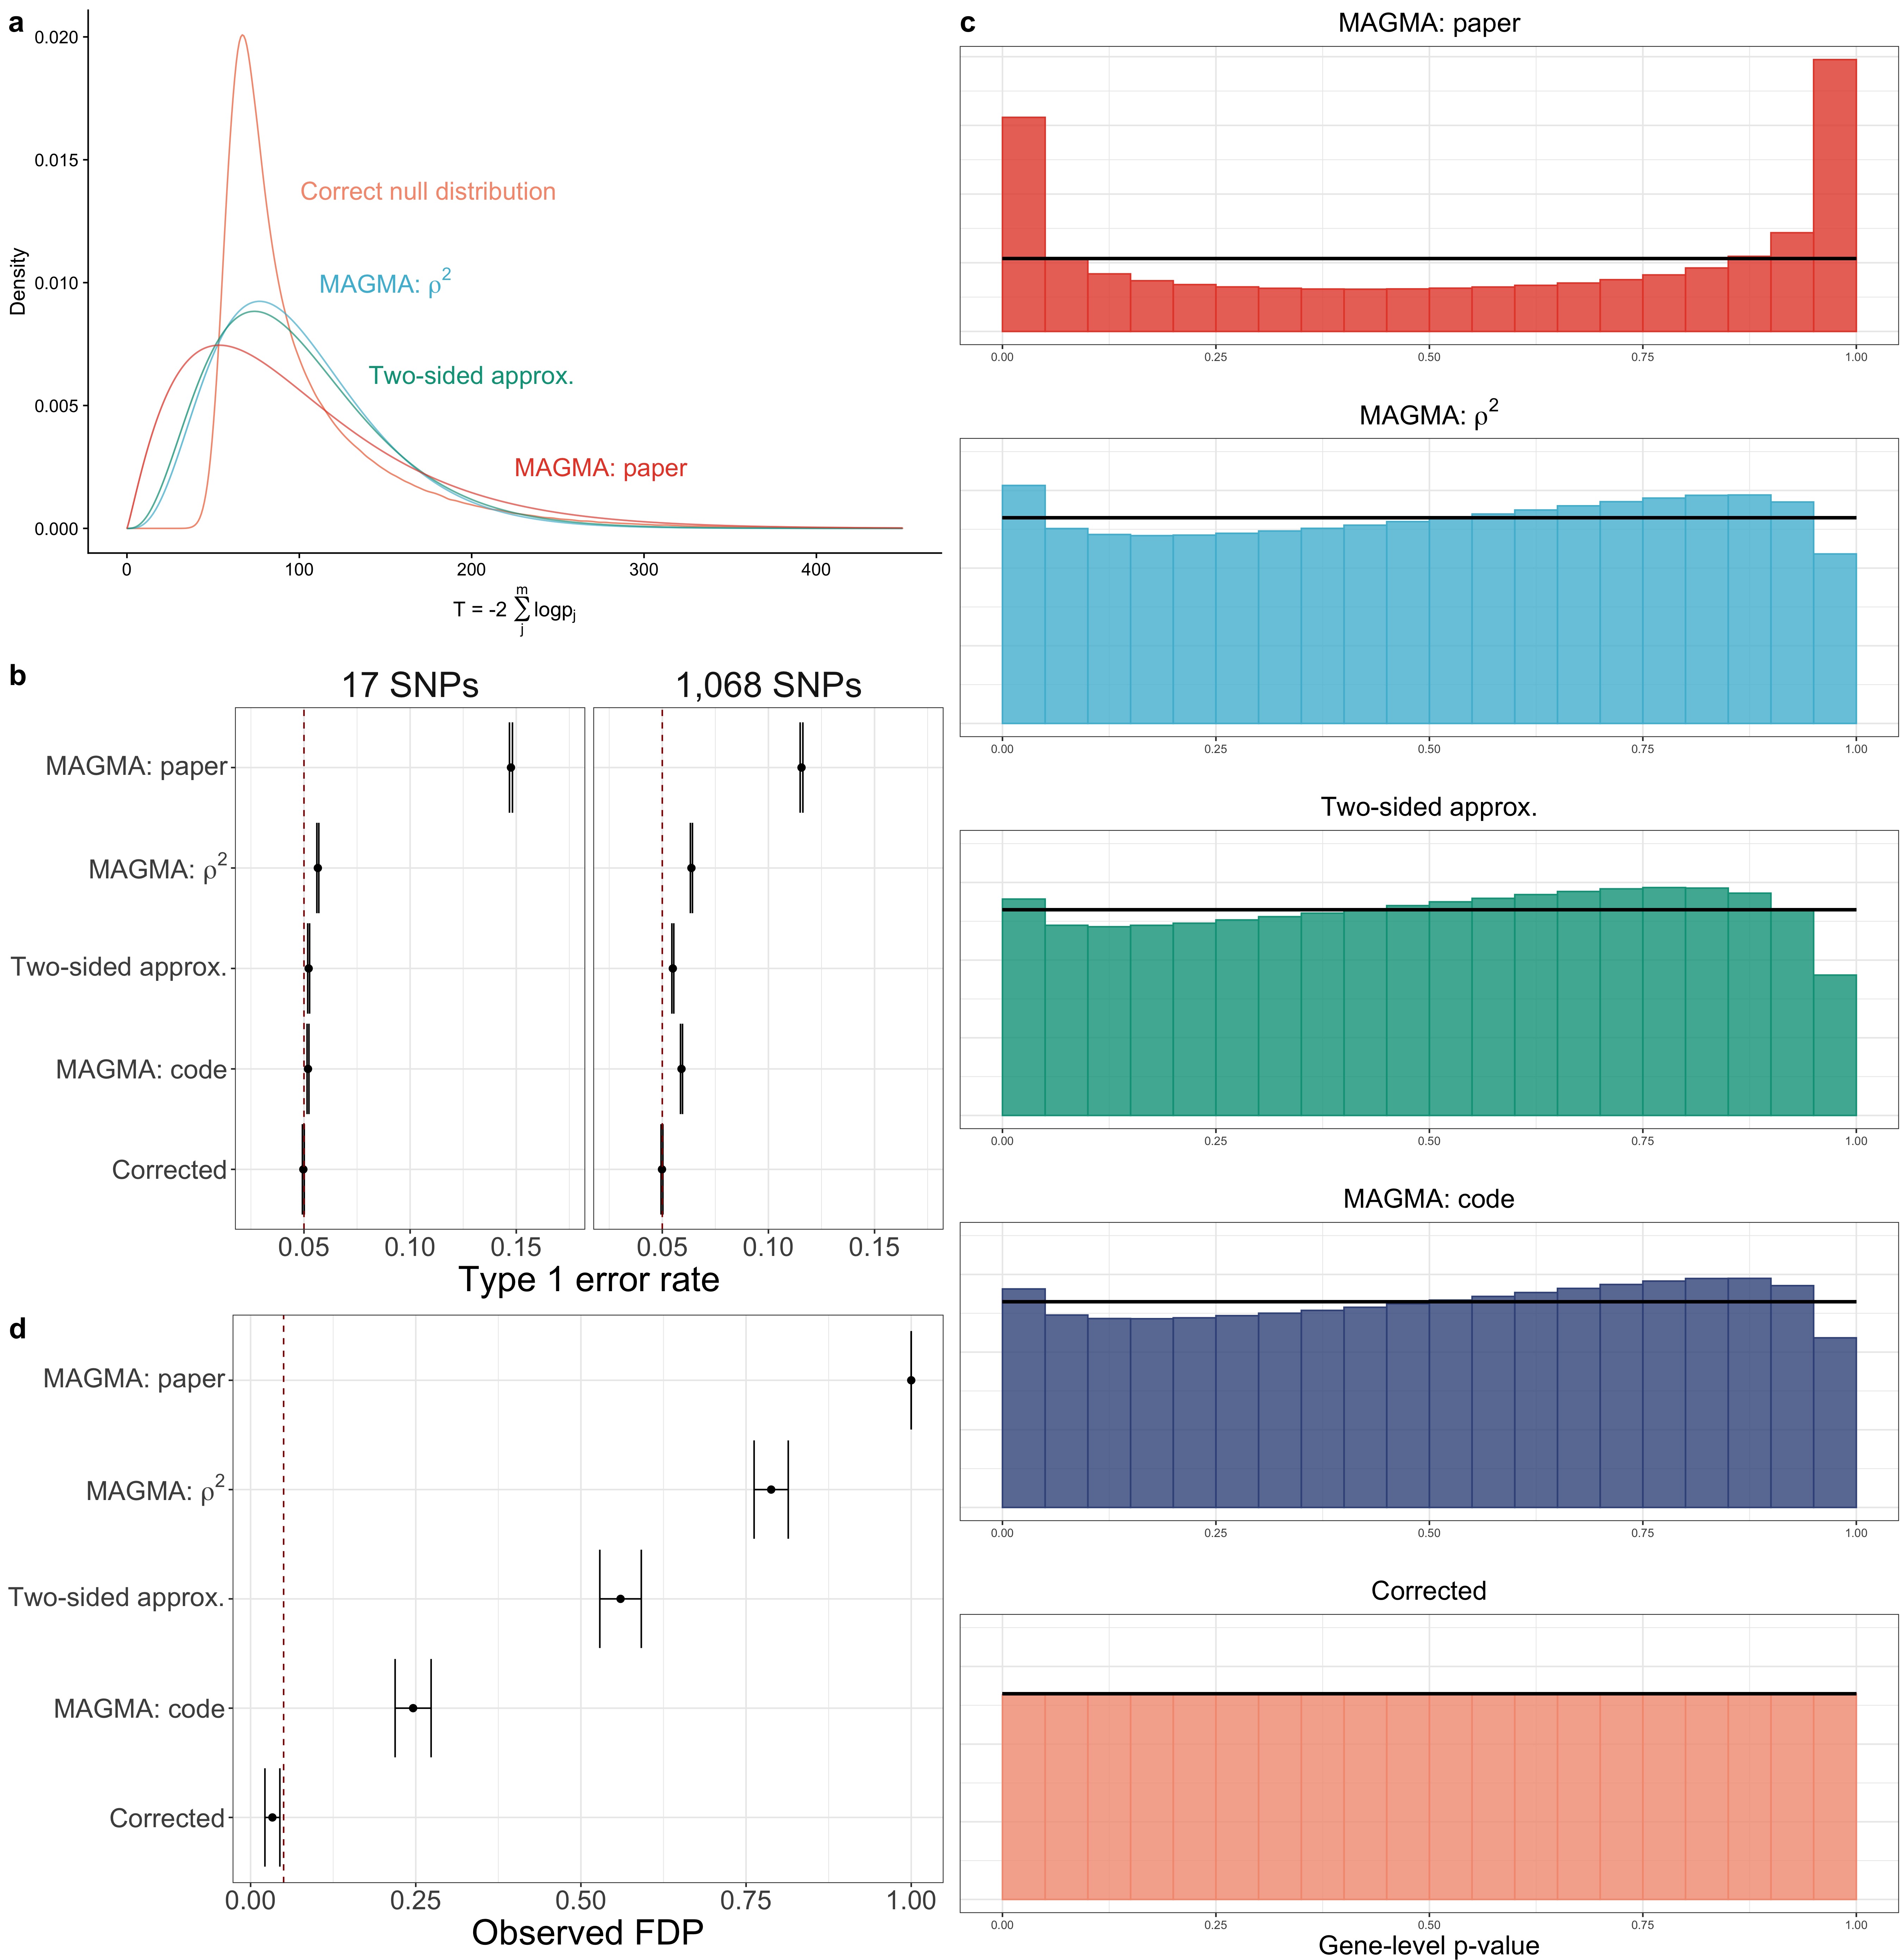 a
0.020
0.015
0.010
0.005
0.000
Density
Correct null distribution
MAGMA: ρ²
Two-sided approx.
MAGMA: paper
0 100 200 300 400
T = -2 ∑ⱼᵐ logpⱼ
b
17 SNPs 1,068 SNPs
MAGMA: paper
MAGMA: ρ²
Two-sided approx.
MAGMA: code
Corrected
0.05 0.10 0.15 0.05 0.10 0.15
Type 1 error rate
d
MAGMA: paper
MAGMA: ρ²
Two-sided approx.
MAGMA: code
Corrected
0.00 0.25 0.50 0.75 1.00
Observed FDP
c
MAGMA: paper
0.00 0.25 0.50 0.75 1.00
MAGMA: ρ²
0.00 0.25 0.50 0.75 1.00
Two-sided approx.
0.00 0.25 0.50 0.75 1.00
MAGMA: code
0.00 0.25 0.50 0.75 1.00
Corrected
0.00 0.25 0.50 0.75 1.00
Gene-level p-value